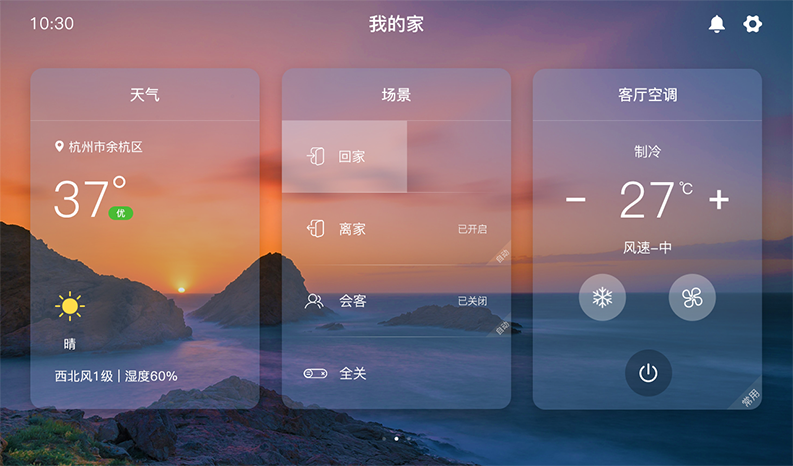 10:30
我的家
天气
杭州市余杭区
37°
优
晴
西北风1级 | 湿度60%
场景
回家
离家
已开启
自动
会客
已关闭
自动
全关
客厅空调
制冷
− 27℃ +
风速–中
常用